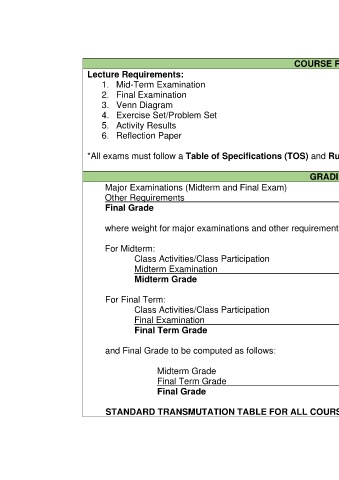 COURSE
Lecture Requirements:
1. Mid-Term Examination
2. Final Examination
3. Venn Diagram
4. Exercise Set/Problem Set
5. Activity Results
6. Reflection Paper
*All exams must follow a Table of Specifications (TOS) and
GRADI
Major Examinations (Midterm and Final Exam)
Other Requirements
Final Grade
where weight for major examinations and other requirement
For Midterm:
Class Activities/Class Participation
Midterm Examination
Midterm Grade
For Final Term:
Class Activities/Class Participation
Final Examination
Final Term Grade
and Final Grade to be computed as follows:
Midterm Grade
Final Term Grade
Final Grade
STANDARD TRANSMUTATION TABLE FOR ALL COURS